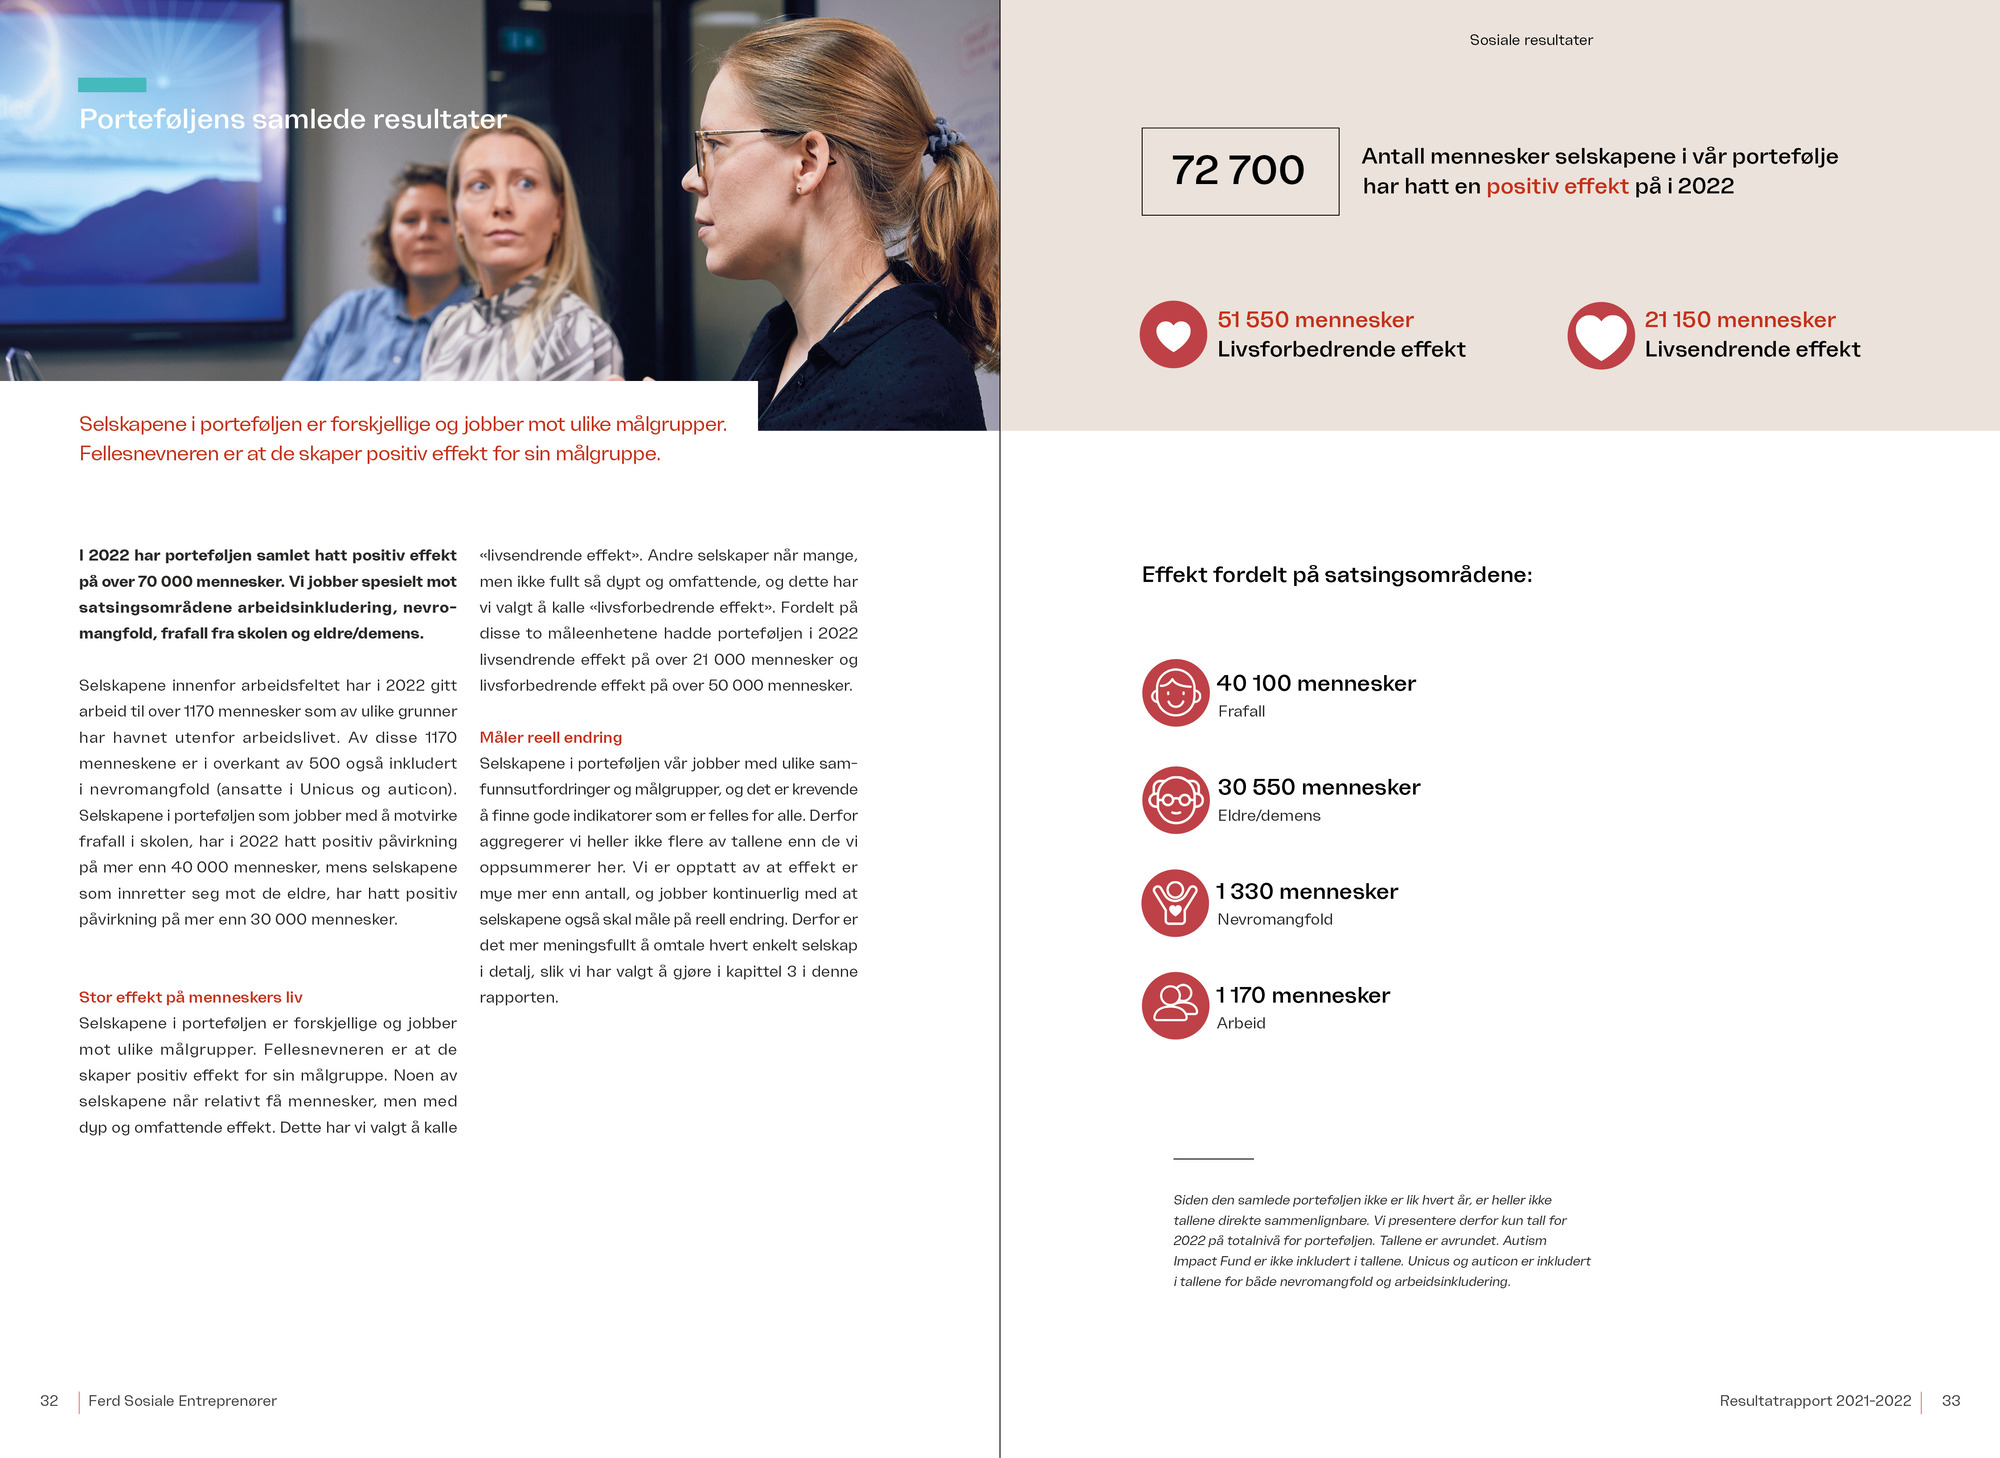 Porteføljens samlede resultater
Selskapene i porteføljen er forskjellige og jobber mot ulike målgrupper.
Fellesnevneren er at de skaper positiv effekt for sin målgruppe.
I 2022 har porteføljen samlet hatt positiv effekt
på over 70 000 mennesker. Vi jobber spesielt mot
satsingsområdene arbeidsinkludering, nevro-
mangfold, frafall fra skolen og eldre/demens.
Selskapene innenfor arbeidsfeltet har i 2022 gitt
arbeid til over 1170 mennesker som av ulike grunner
har havnet utenfor arbeidslivet. Av disse 1170
menneskene er i overkant av 500 også inkludert
i nevromangfold (ansatte i Unicus og auticon).
Selskapene i porteføljen som jobber med å motvirke
frafall i skolen, har i 2022 hatt positiv påvirkning
på mer enn 40 000 mennesker, mens selskapene
som innretter seg mot de eldre, har hatt positiv
påvirkning på mer enn 30 000 mennesker.
Stor effekt på menneskers liv
Selskapene i porteføljen er forskjellige og jobber
mot ulike målgrupper. Fellesnevneren er at de
skaper positiv effekt for sin målgruppe. Noen av
selskapene når relativt få mennesker, men med
dyp og omfattende effekt. Dette har vi valgt å kalle
«livsendrende effekt». Andre selskaper når mange,
men ikke fullt så dypt og omfattende, og dette har
vi valgt å kalle «livsforbedrende effekt». Fordelt på
disse to måleenhetene hadde porteføljen i 2022
livsendrende effekt på over 21 000 mennesker og
livsforbedrende effekt på over 50 000 mennesker.
Måler reell endring
Selskapene i porteføljen vår jobber med ulike sam-
funnsutfordringer og målgrupper, og det er krevende
å finne gode indikatorer som er felles for alle. Derfor
aggregerer vi heller ikke flere av tallene enn de vi
oppsummerer her. Vi er opptatt av at effekt er
mye mer enn antall, og jobber kontinuerlig med at
selskapene også skal måle på reell endring. Derfor er
det mer meningsfullt å omtale hvert enkelt selskap
i detalj, slik vi har valgt å gjøre i kapittel 3 i denne
rapporten.
32
Ferd Sosiale Entreprenører
Sosiale resultater
72 700
Antall mennesker selskapene i vår portefølje
har hatt en positiv effekt på i 2022
51 550 mennesker
Livsforbedrende effekt
21 150 mennesker
Livsendrende effekt
Effekt fordelt på satsingsområdene:
40 100 mennesker
Frafall
30 550 mennesker
Eldre/demens
1 330 mennesker
Nevromangfold
1 170 mennesker
Arbeid
Siden den samlede porteføljen ikke er lik hvert år, er heller ikke
tallene direkte sammenlignbare. Vi presentere derfor kun tall for
2022 på totalnivå for porteføljen. Tallene er avrundet. Autism
Impact Fund er ikke inkludert i tallene. Unicus og auticon er inkludert
i tallene for både nevromangfold og arbeidsinkludering.
Resultatrapport 2021-2022
33